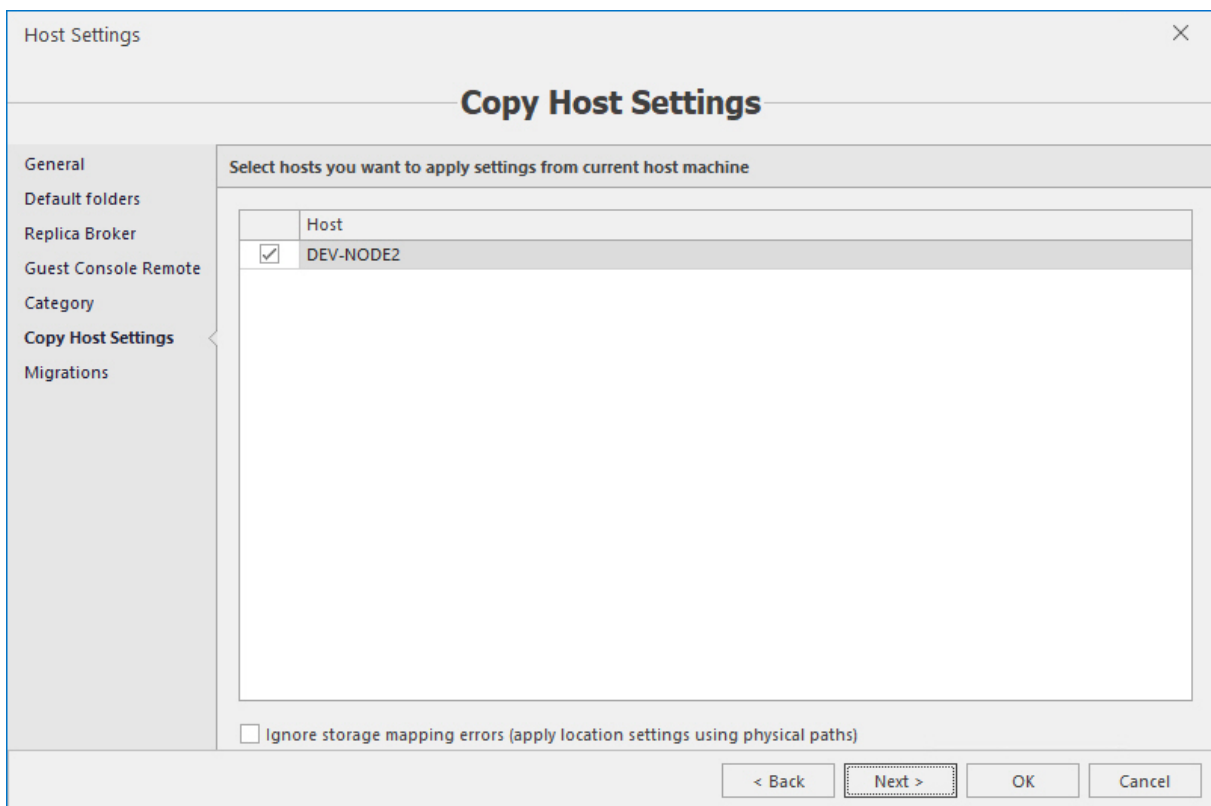 Host Settings
Copy Host Settings
General
Default folders
Replica Broker
Guest Console Remote
Category
Copy Host Settings
Migrations
Select hosts you want to apply settings from current host machine
Host
DEV-NODE2
Ignore storage mapping errors (apply location settings using physical paths)
< Back
Next >
OK
Cancel